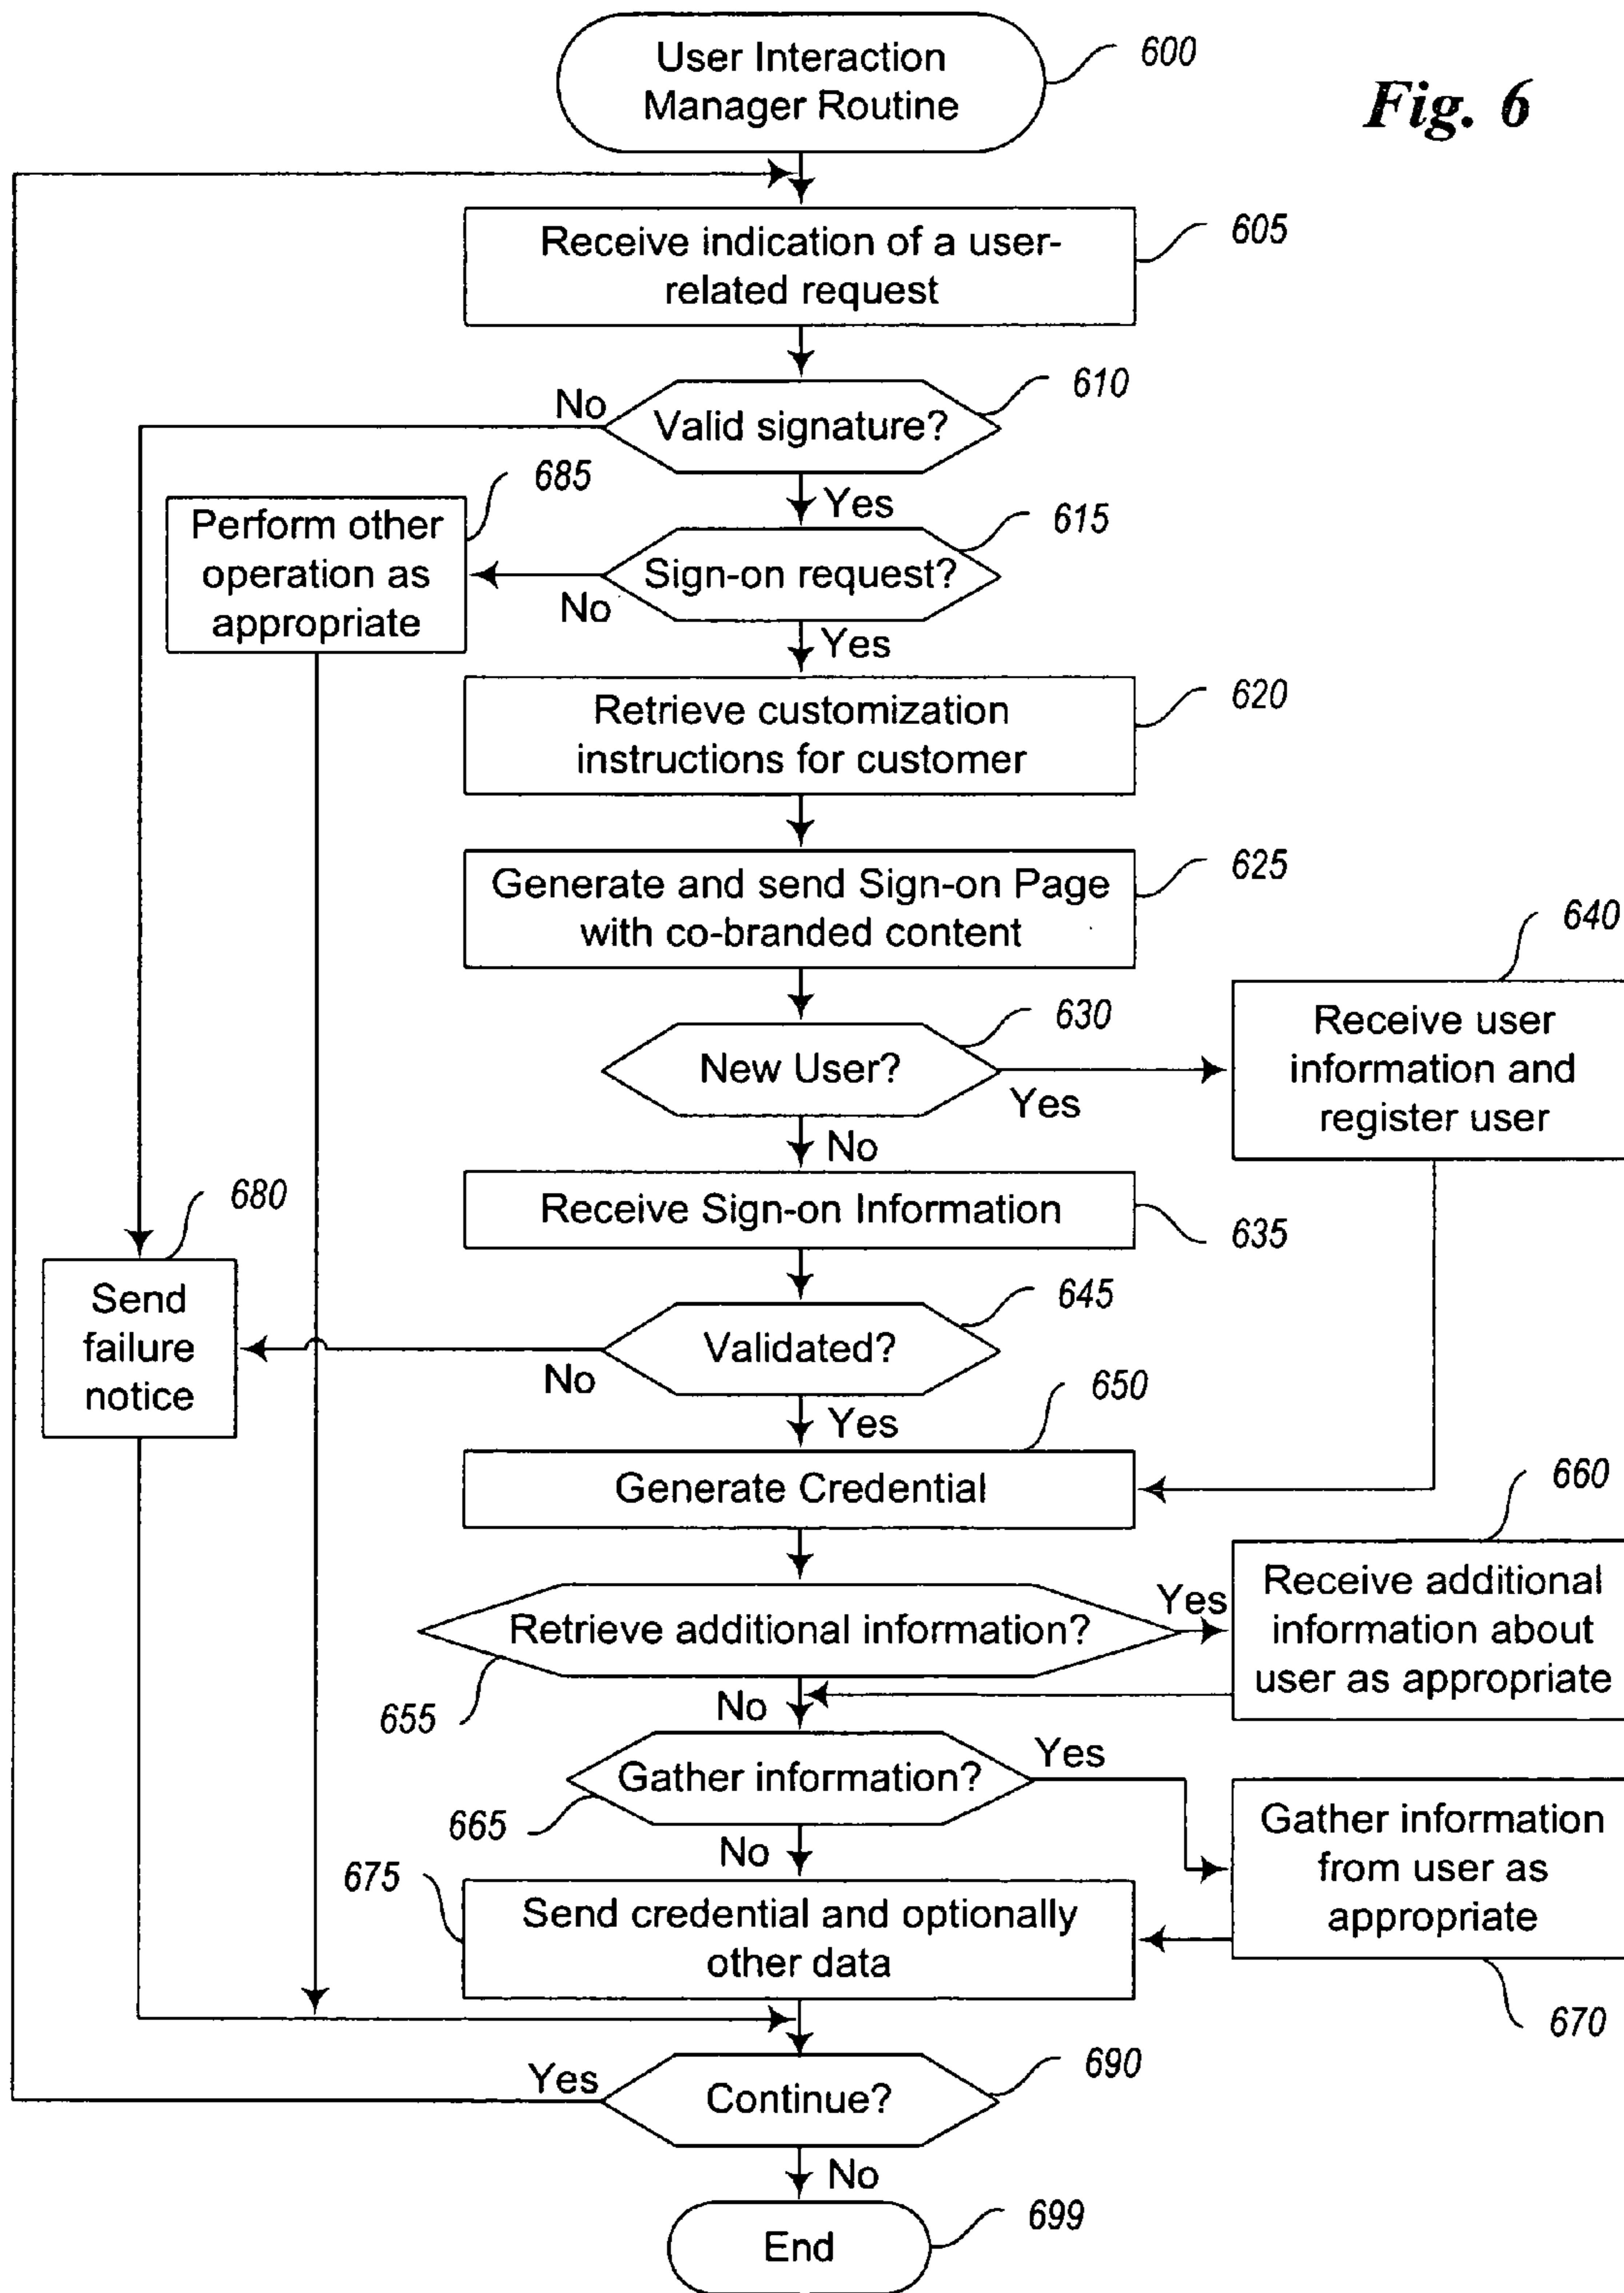 User Interaction
Manager Routine
600
Fig. 6
Receive indication of a user-
related request
605
Valid signature?
610
No
Yes
Perform other
operation as
appropriate
685
Sign-on request?
615
No
Yes
Retrieve customization
instructions for customer
620
Generate and send Sign-on Page
with co-branded content
625
New User?
630
Yes
No
Receive user
information and
register user
640
Receive Sign-on Information
635
Send
failure
notice
680
Validated?
645
No
Yes
Generate Credential
650
Retrieve additional information?
655
Yes
No
Receive additional
information about
user as appropriate
660
Gather information?
665
Yes
No
Gather information
from user as
appropriate
670
Send credential and optionally
other data
675
Continue?
690
Yes
No
End
699